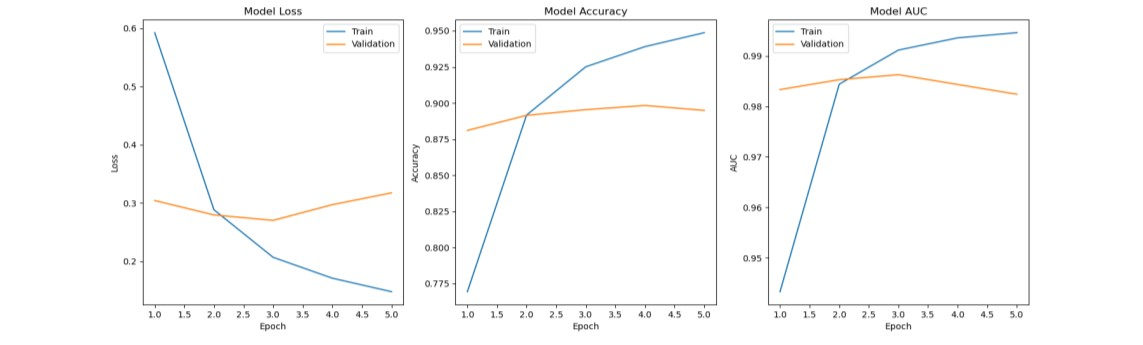 Model Loss
Train
Validation
0.6
0.5
0.4
0.3
0.2
Loss
1.0 1.5 2.0 2.5 3.0 3.5 4.0 4.5 5.0
Epoch
Model Accuracy
Train
Validation
0.950
0.925
0.900
0.875
0.850
0.825
0.800
0.775
Accuracy
1.0 1.5 2.0 2.5 3.0 3.5 4.0 4.5 5.0
Epoch
Model AUC
Train
Validation
0.99
0.98
0.97
0.96
0.95
AUC
1.0 1.5 2.0 2.5 3.0 3.5 4.0 4.5 5.0
Epoch